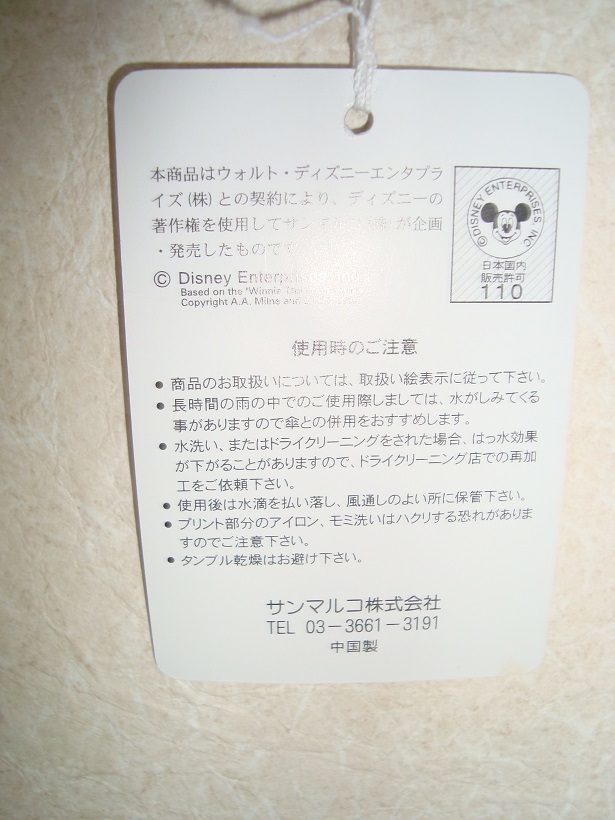 本商品はウォルト・ディズニーエンタプラ
イズ(株)との契約により、ディズニーの
著作権を使用してサン が企画
・発売したものです
© Disney Enterprises
Based on the "Winnie
Copyright A.A. Milne and
©DISNEY ENTERPRISES INC
日本国内
販売許可
110
使用時のご注意
● 商品のお取扱いについては、取扱い絵表示に従って下さい。
● 長時間の雨の中でのご使用際しましては、水がしみてくる
事がありますので傘との併用をおすすめします。
● 水洗い、またはドライクリーニングをされた場合、はっ水効果
が下がることがありますので、ドライクリーニング店での再加
工をご依頼下さい。
● 使用後は水滴を払い落し、風通しのよい所に保管下さい。
● プリント部分のアイロン、モミ洗いはハクリする恐れがありま
すのでご注意下さい。
● タンブル乾燥はお避け下さい。
サンマルコ株式会社
TEL 03-3661-3191
中国製